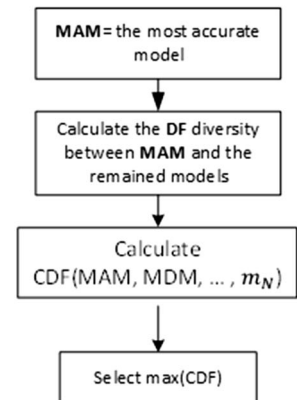 MAM= the most accurate
model
Calculate the DF diversity
between MAM and the
remained models
Calculate
CDF(MAM, MDM, ... , m_N)
Select max(CDF)